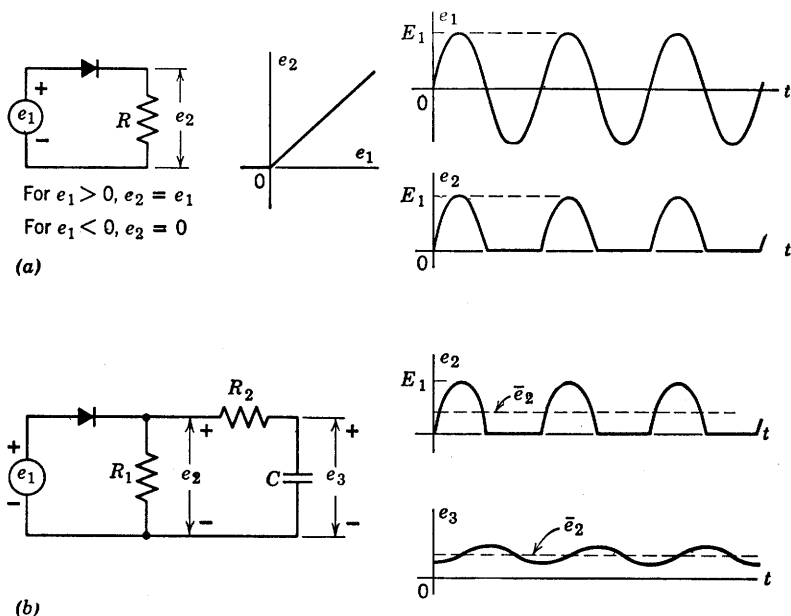 e₁
E₁
0
t
+
e₁
−
R
e₂
e₂
0
e₁
For e₁ > 0, e₂ = e₁
For e₁ < 0, e₂ = 0
(a)
e₂
E₁
0
t
+
e₁
−
R₁
+
e₂
−
R₂
C
+
e₃
−
(b)
e₂
E₁
ē₂
0
t
e₃
ē₂
0
t